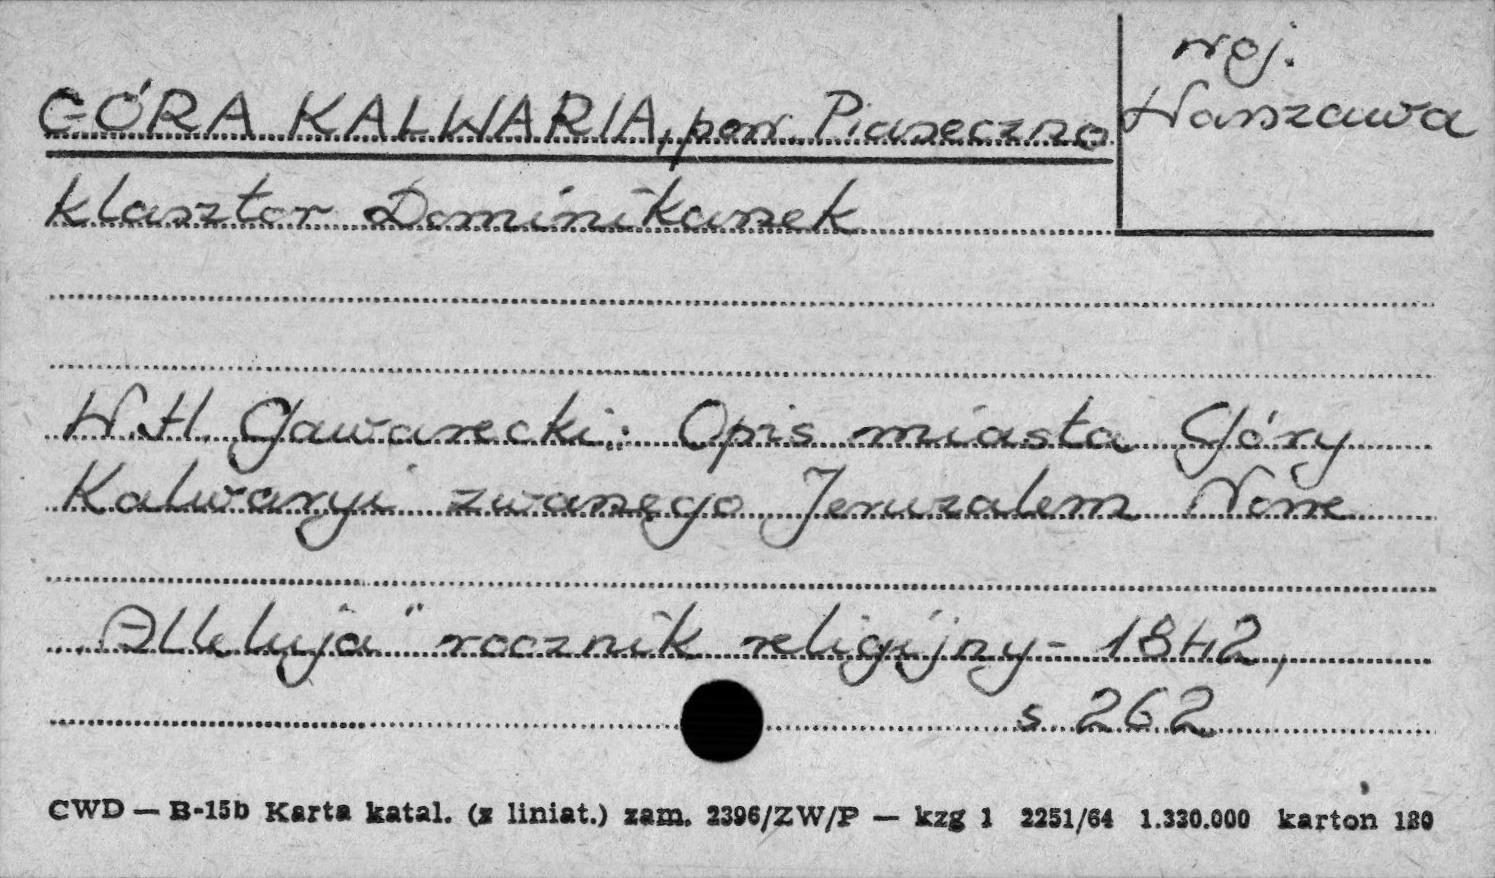 GÓRA KALWARIA, pow. Piaseczno
woj.
Warszawa
klasztor Dominikanek
W.H. Gawarecki: Opis miasta Góry
Kalwaryi zwanego Jeruzalem Nowe
"Alleluja" rocznik religijny - 1842,
s 262
CWD — B-15b Karta katal. (z liniat.) zam. 2396/ZW/P — kzg 1 2251/64 1.330.000 karton 180